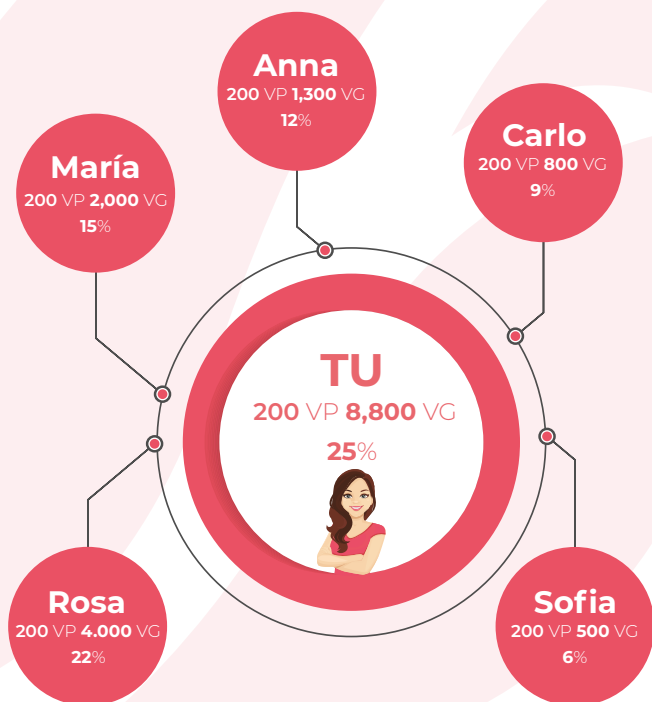 Anna
200 VP 1,300 VG
12%
Carlo
200 VP 800 VG
9%
María
200 VP 2,000 VG
15%
TU
200 VP 8,800 VG
25%
Rosa
200 VP 4.000 VG
22%
Sofia
200 VP 500 VG
6%